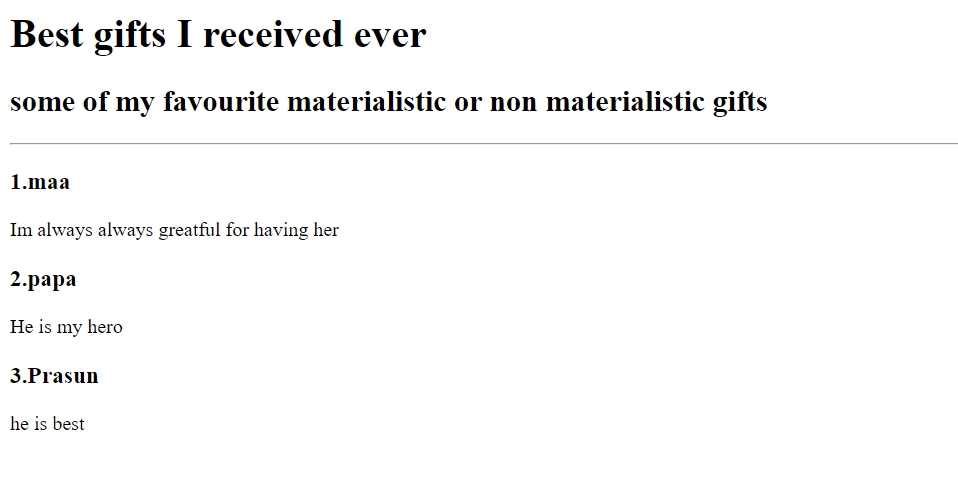 Best gifts I received ever
some of my favourite materialistic or non materialistic gifts
1.maa
Im always always greatful for having her
2.papa
He is my hero
3.Prasun
he is best